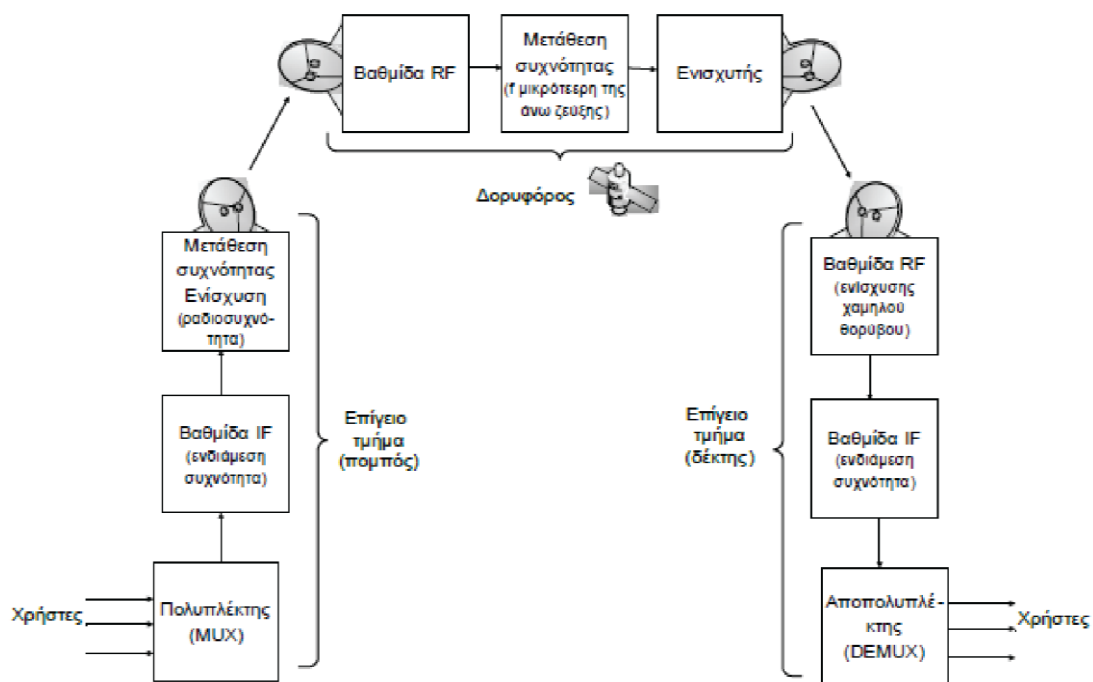 Βαθμίδα RF
Μετάθεση
συχνότητας
(f μικρότεερη της
άνω ζεύξης)
Ενισχυτής
Δορυφόρος
Μετάθεση
συχνότητας
Ενίσχυση
(ραδιοσυχνό-
τητα)
Βαθμίδα IF
(ενδιάμεση
συχνότητα)
Πολυπλέκτης
(MUX)
Χρήστες
Επίγειο
τμήμα
(πομπός)
Βαθμίδα RF
(ενίσχυσης
χαμηλού
θορύβου)
Βαθμίδα IF
(ενδιάμεση
συχνότητα)
Αποπολυπλέ-
κτης
(DEMUX)
Χρήστες
Επίγειο
τμήμα
(δέκτης)